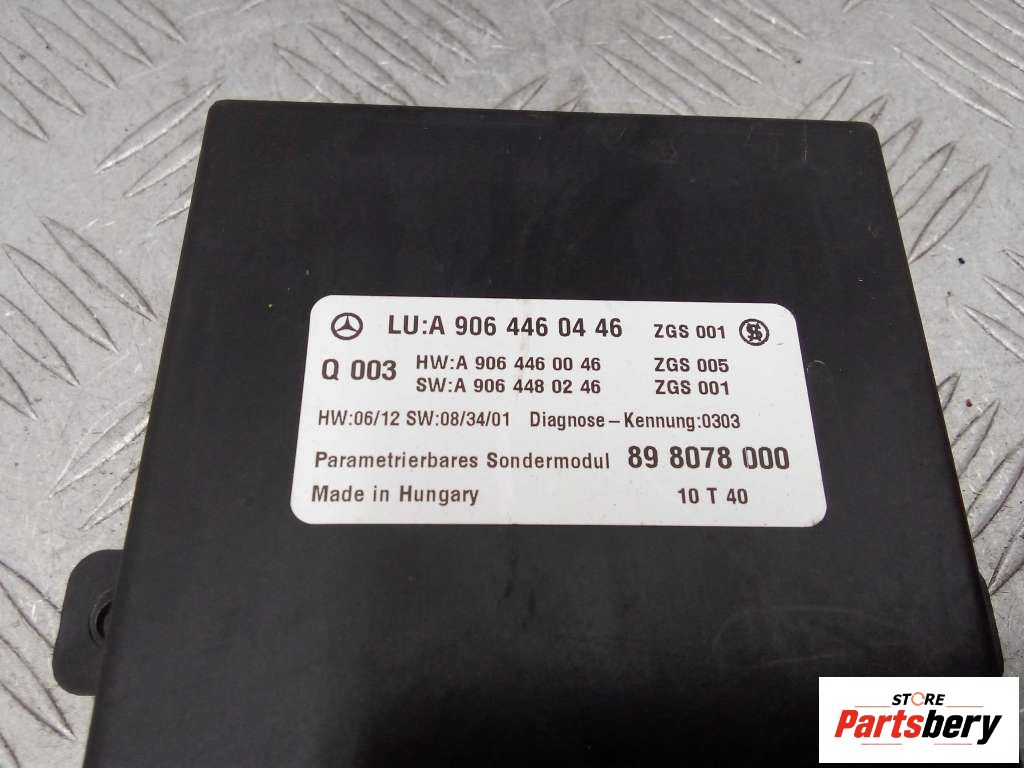 LU:A 906 446 04 46 ZGS 001
Q 003 HW:A 906 446 00 46 ZGS 005
SW:A 906 448 02 46 ZGS 001
HW:06/12 SW:08/34/01 Diagnose-Kennung:0303
Parametrierbares Sondermodul 89 8078 000
Made in Hungary 10 T 40
STORE
Partsbery